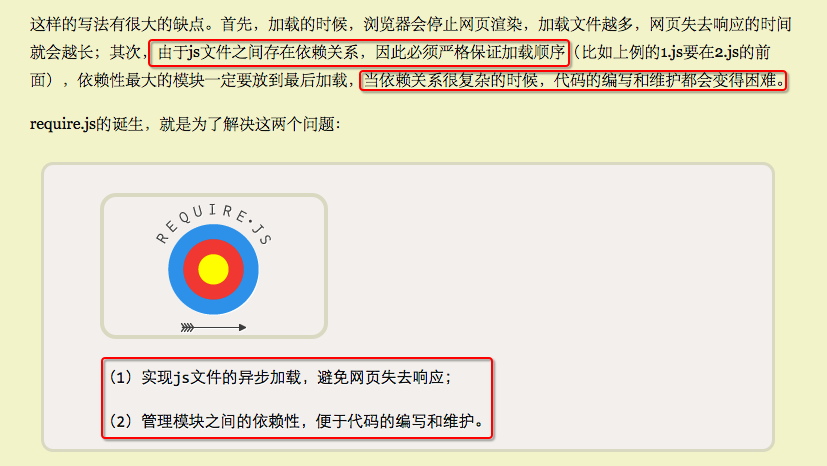 这样的写法有很大的缺点。首先，加载的时候，浏览器会停止网页渲染，加载文件越多，网页失去响应的时间
就会越长；其次，由于js文件之间存在依赖关系，因此必须严格保证加载顺序（比如上例的1.js要在2.js的前
面），依赖性最大的模块一定要放到最后加载，当依赖关系很复杂的时候，代码的编写和维护都会变得困难。
require.js的诞生，就是为了解决这两个问题：
REQUIRE·JS
（1）实现js文件的异步加载，避免网页失去响应；
（2）管理模块之间的依赖性，便于代码的编写和维护。